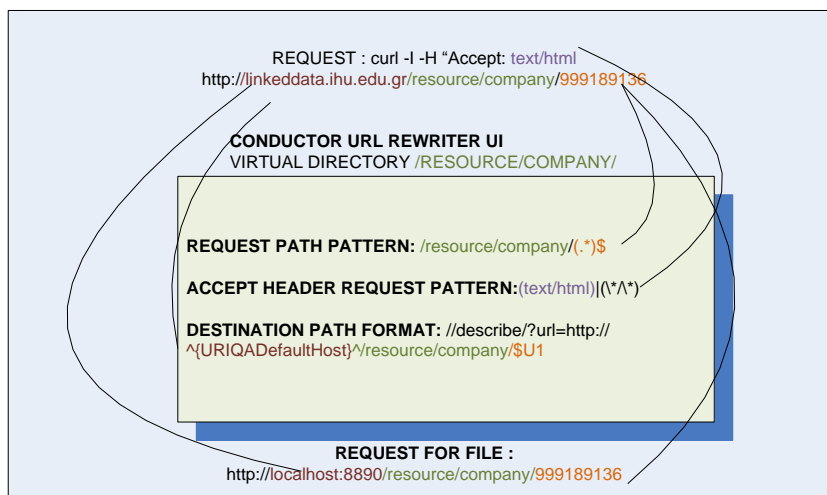 REQUEST : curl -I -H “Accept: text/html
http://linkeddata.ihu.edu.gr/resource/company/999189136
CONDUCTOR URL REWRITER UI
VIRTUAL DIRECTORY /RESOURCE/COMPANY/
REQUEST PATH PATTERN: /resource/company/(.*)$
ACCEPT HEADER REQUEST PATTERN:(text/html)|(\*/\*)
DESTINATION PATH FORMAT: //describe/?url=http://
^{URIQADefaultHost}^/resource/company/$U1
REQUEST FOR FILE :
http://localhost:8890/resource/company/999189136